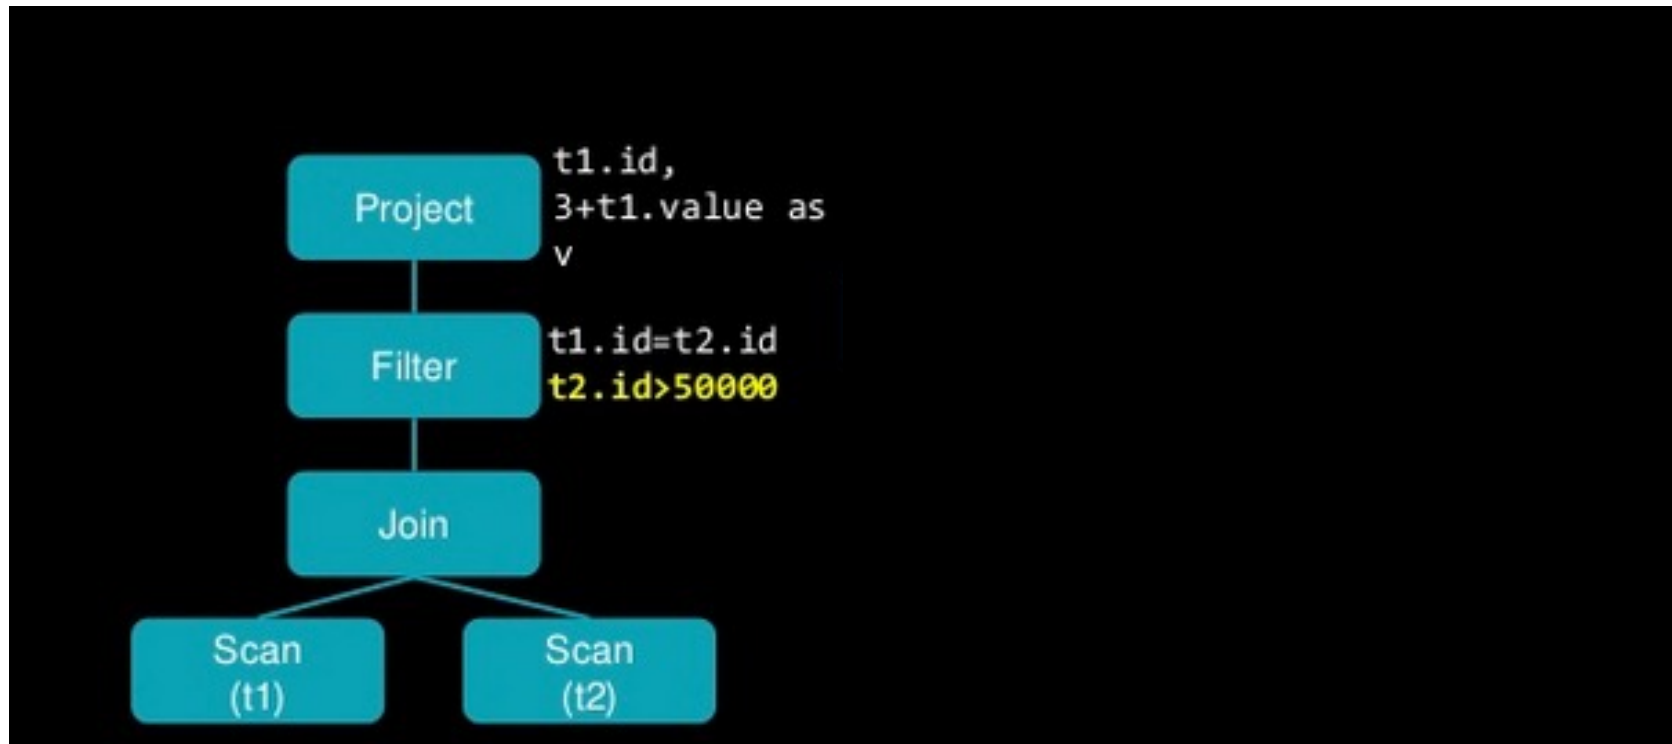 Project
t1.id,
3+t1.value as
v
Filter
t1.id=t2.id
t2.id>50000
Join
Scan
(t1)
Scan
(t2)